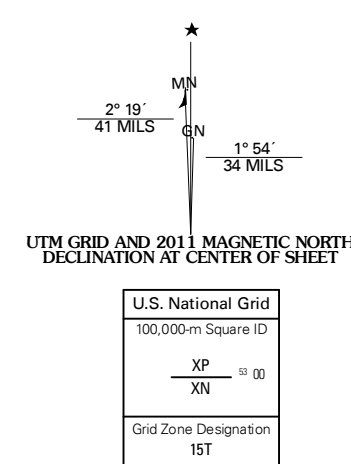 ★
MN
2° 19´
41 MILS
GN
1° 54´
34 MILS
UTM GRID AND 2011 MAGNETIC NORTH
DECLINATION AT CENTER OF SHEET
U.S. National Grid
100,000-m Square ID
XP
53 00
XN
Grid Zone Designation
15T